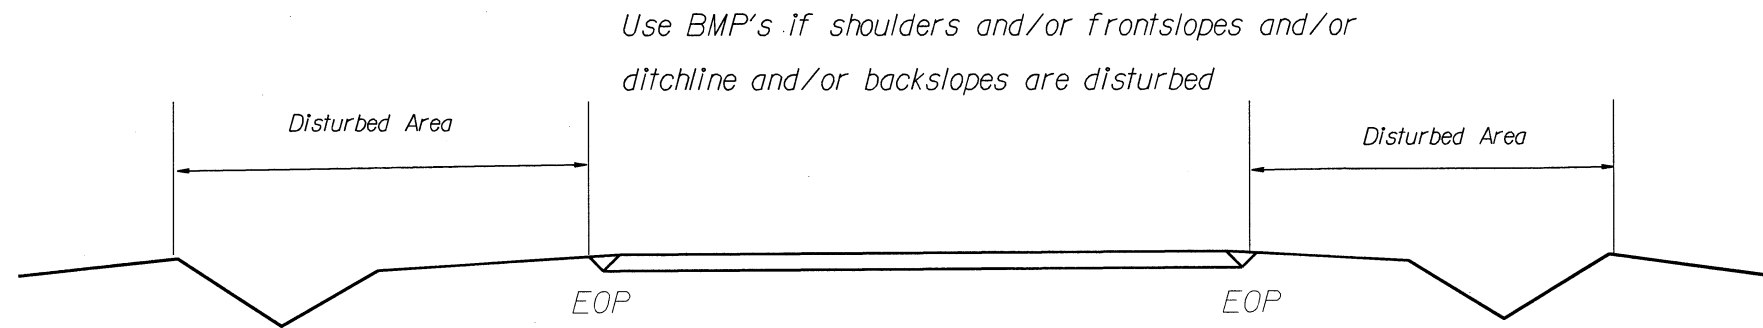 Use BMP's if shoulders and/or frontslopes and/or
ditchline and/or backslopes are disturbed
Disturbed Area
Disturbed Area
EOP
EOP